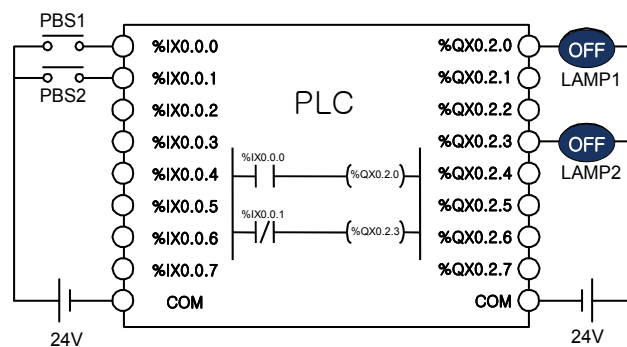 PBS1
PBS2
24V
%IX0.0.0
%IX0.0.1
%IX0.0.2
%IX0.0.3
%IX0.0.4
%IX0.0.5
%IX0.0.6
%IX0.0.7
COM
PLC
%IX0.0.0
%QX0.2.0
%IX0.0.1
%QX0.2.3
%QX0.2.0
%QX0.2.1
%QX0.2.2
%QX0.2.3
%QX0.2.4
%QX0.2.5
%QX0.2.6
%QX0.2.7
COM
OFF
LAMP1
OFF
LAMP2
24V